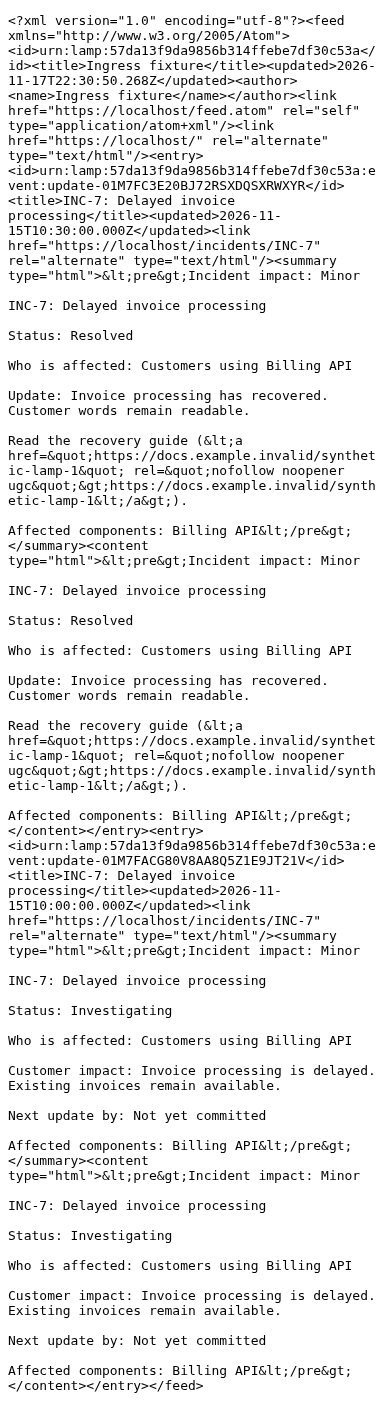 <?xml version="1.0" encoding="utf-8"?><feed
xmlns="http://www.w3.org/2005/Atom">
<id>urn:lamp:57da13f9da9856b314ffebe7df30c53a</
id><title>Ingress fixture</title><updated>2026-
11-17T22:30:50.268Z</updated><author>
<name>Ingress fixture</name></author><link
href="https://localhost/feed.atom" rel="self"
type="application/atom+xml"/><link
href="https://localhost/" rel="alternate"
type="text/html"/><entry>
<id>urn:lamp:57da13f9da9856b314ffebe7df30c53a:e
vent:update-01M7FC3E20BJ72RSXDQSXRWXYR</id>
<title>INC-7: Delayed invoice
processing</title><updated>2026-11-
15T10:30:00.000Z</updated><link
href="https://localhost/incidents/INC-7"
rel="alternate" type="text/html"/><summary
type="html">&lt;pre&gt;Incident impact: Minor

INC-7: Delayed invoice processing

Status: Resolved

Who is affected: Customers using Billing API

Update: Invoice processing has recovered.
Customer words remain readable.

Read the recovery guide (&lt;a
href=&quot;https://docs.example.invalid/synthet
ic-lamp-1&quot; rel=&quot;nofollow noopener
ugc&quot;&gt;https://docs.example.invalid/synth
etic-lamp-1&lt;/a&gt;).

Affected components: Billing API&lt;/pre&gt;
</summary><content
type="html">&lt;pre&gt;Incident impact: Minor

INC-7: Delayed invoice processing

Status: Resolved

Who is affected: Customers using Billing API

Update: Invoice processing has recovered.
Customer words remain readable.

Read the recovery guide (&lt;a
href=&quot;https://docs.example.invalid/synthet
ic-lamp-1&quot; rel=&quot;nofollow noopener
ugc&quot;&gt;https://docs.example.invalid/synth
etic-lamp-1&lt;/a&gt;).

Affected components: Billing API&lt;/pre&gt;
</content></entry><entry>
<id>urn:lamp:57da13f9da9856b314ffebe7df30c53a:e
vent:update-01M7FACG80V8AA8Q5Z1E9JT21V</id>
<title>INC-7: Delayed invoice
processing</title><updated>2026-11-
15T10:00:00.000Z</updated><link
href="https://localhost/incidents/INC-7"
rel="alternate" type="text/html"/><summary
type="html">&lt;pre&gt;Incident impact: Minor

INC-7: Delayed invoice processing

Status: Investigating

Who is affected: Customers using Billing API

Customer impact: Invoice processing is delayed.
Existing invoices remain available.

Next update by: Not yet committed

Affected components: Billing API&lt;/pre&gt;
</summary><content
type="html">&lt;pre&gt;Incident impact: Minor

INC-7: Delayed invoice processing

Status: Investigating

Who is affected: Customers using Billing API

Customer impact: Invoice processing is delayed.
Existing invoices remain available.

Next update by: Not yet committed

Affected components: Billing API&lt;/pre&gt;
</content></entry></feed>